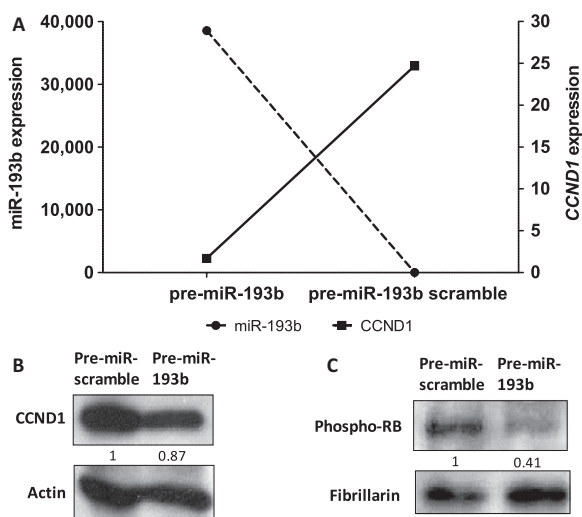 A
40,000
30,000
20,000
10,000
0
miR-193b expression
30
25
20
15
10
5
0
CCND1 expression
pre-miR-193b pre-miR-193b scramble
miR-193b CCND1
B
Pre-miR- Pre-miR-
scramble 193b
CCND1
1 0.87
Actin
C
Pre-miR- Pre-miR-
scramble 193b
Phospho-RB
1 0.41
Fibrillarin